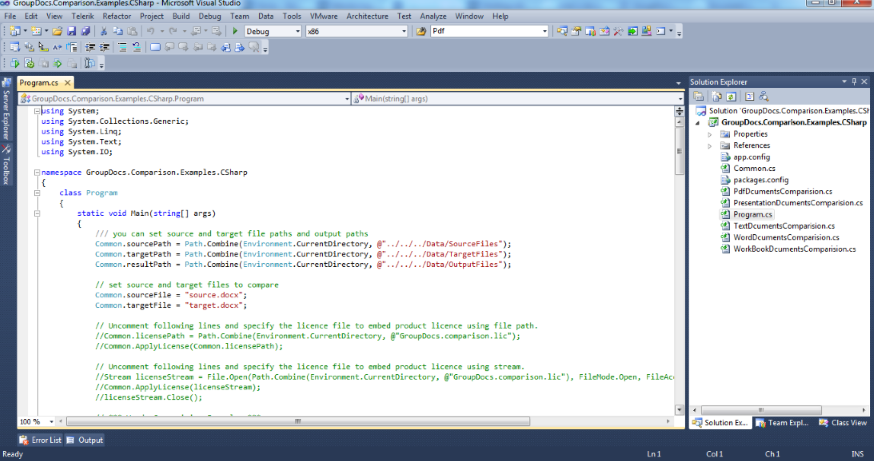 GroupDocs.Comparison.Examples.CSharp - Microsoft Visual Studio
File Edit View Telerik Refactor Project Build Debug Team Data Tools VMware Architecture Test Analyze Window Help
Debug x86 Pdf
Program.cs
GroupDocs.Comparison.Examples.CSharp.Program Main(string[] args)
using System;
using System.Collections.Generic;
using System.Linq;
using System.Text;
using System.IO;
namespace GroupDocs.Comparison.Examples.CSharp
{
class Program
{
static void Main(string[] args)
{
/// you can set source and target file paths and output paths
Common.sourcePath = Path.Combine(Environment.CurrentDirectory, @"../../../Data/SourceFiles");
Common.targetPath = Path.Combine(Environment.CurrentDirectory, @"../../../Data/TargetFiles");
Common.resultPath = Path.Combine(Environment.CurrentDirectory, @"../../../Data/OutputFiles");
// set source and target files to compare
Common.sourceFile = "source.docx";
Common.targetFile = "target.docx";
// Uncomment following lines and specify the licence file to embed product licence using file path.
//Common.licensePath = Path.Combine(Environment.CurrentDirectory, @"GroupDocs.comparison.lic");
//Common.ApplyLicense(Common.licensePath);
// Uncomment following lines and specify the licence file to embed product licence using stream.
//Stream licenseStream = File.Open(Path.Combine(Environment.CurrentDirectory, @"GroupDocs.comparison.lic"), FileMode.Open, FileAcc
//Common.ApplyLicense(licenseStream);
//licenseStream.Close();
100 %
Server Explorer
Toolbox
Solution Explorer
Solution 'GroupDocs.Comparison.Examples.CSh
GroupDocs.Comparison.Examples.CSharp
Properties
References
app.config
Common.cs
packages.config
PdfDcumentsComparision.cs
PresentationDcumentsComparision.cs
Program.cs
TextDcumentsComparision.cs
WordDcumentsComparision.cs
WorkBookDcumentsComparision.cs
Solution Ex... Team Expl... Class View
Error List Output
Ready Ln 1 Col 1 Ch 1 INS